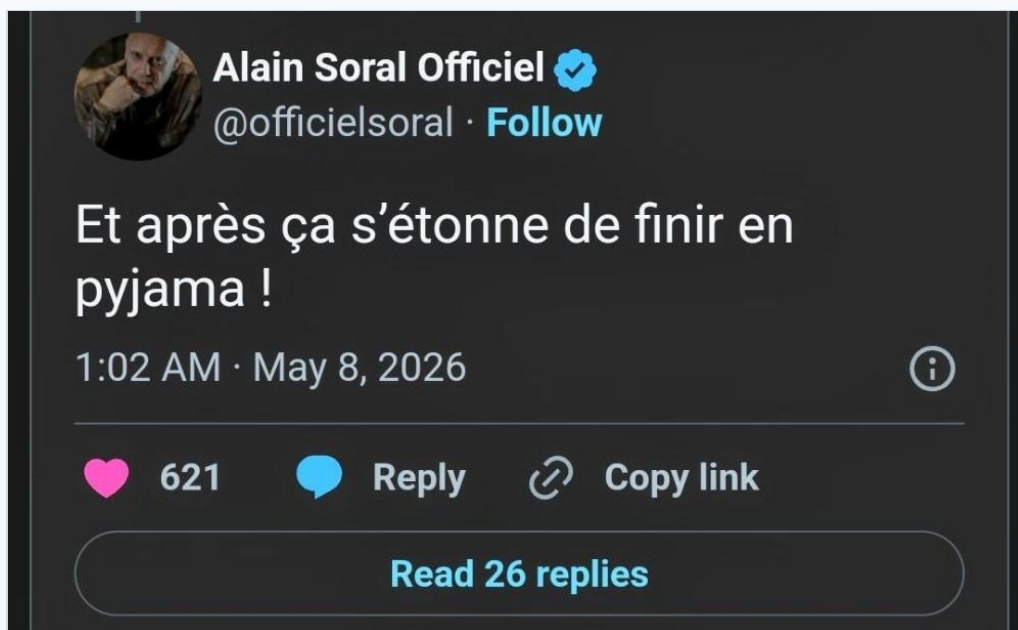 Alain Soral Officiel
@officielsoral · Follow
Et après ça s’étonne de finir en
pyjama !
1:02 AM · May 8, 2026
621 Reply Copy link
Read 26 replies